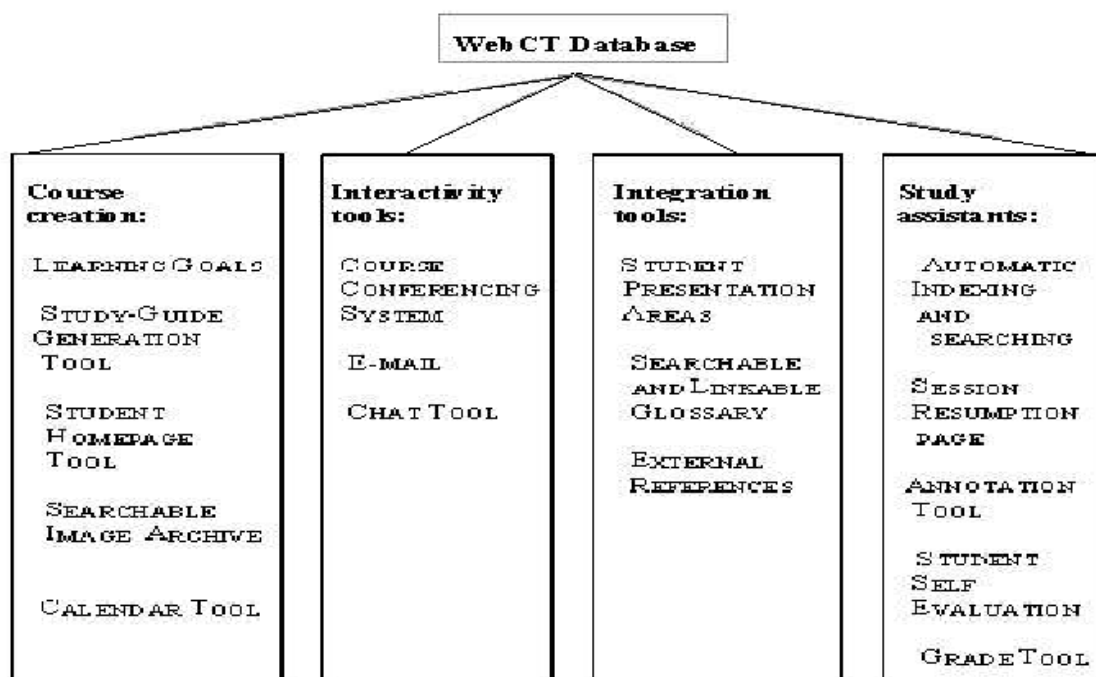 WebCT Database
Course
creation:
LEARNING GOALS
STUDY-GUIDE
GENERATION
TOOL
STUDENT
HOMEPAGE
TOOL
SEARCHABLE
IMAGE ARCHIVE
CALENDAR TOOL
Interactivity
tools:
COURSE
CONFERENCING
SYSTEM
E-MAIL
CHAT TOOL
Integration
tools:
STUDENT
PRESENTATION
AREAS
SEARCHABLE
AND LINKABLE
GLOSSARY
EXTERNAL
REFERENCES
Study
assistants:
AUTOMATIC
INDEXING
AND
SEARCHING
SESSION
RESUMPTION
PAGE
ANNOTATION
TOOL
STUDENT
SELF
EVALUATION
GRADE TOOL